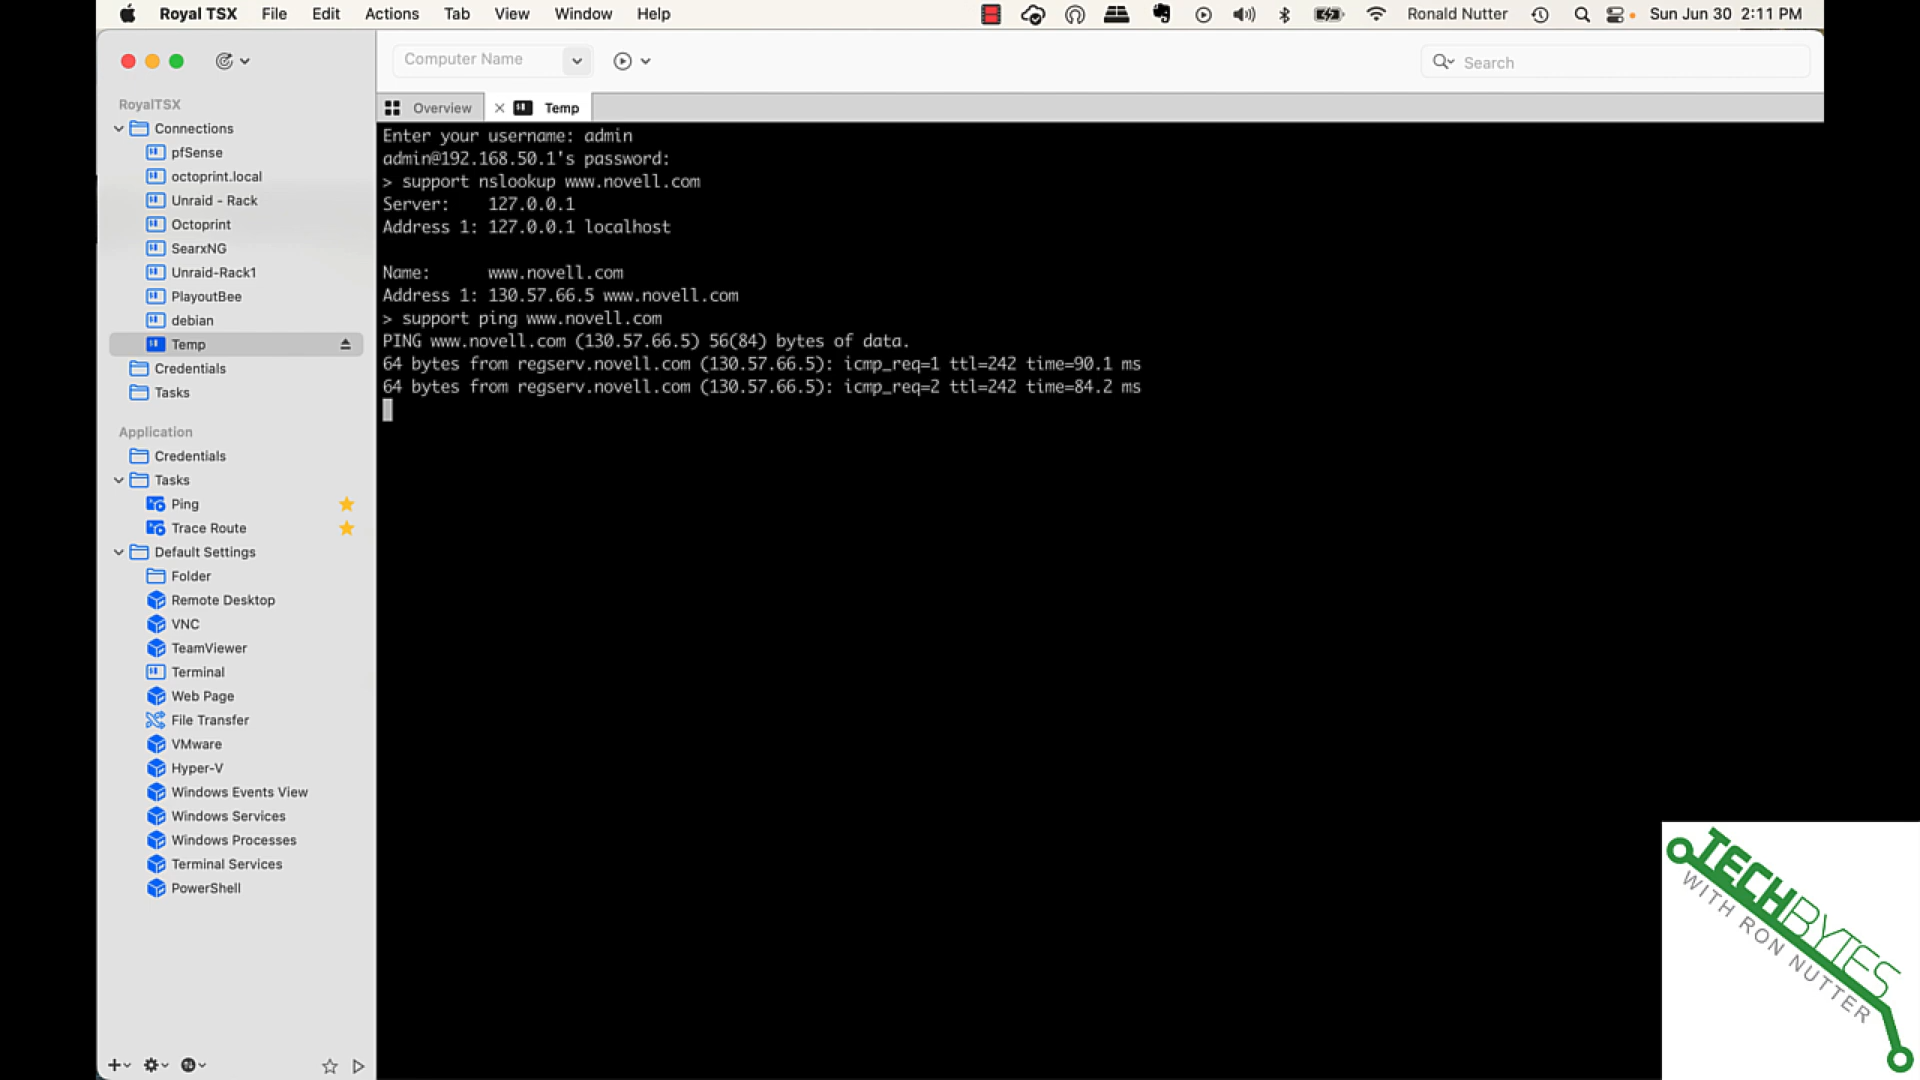 Royal TSX File Edit Actions Tab View Window Help
Ronald Nutter Sun Jun 30 2:11 PM
Computer Name
Search
RoyalTSX
Connections
pfSense
octoprint.local
Unraid - Rack
Octoprint
SearxNG
Unraid-Rack1
PlayoutBee
debian
Temp
Credentials
Tasks
Application
Credentials
Tasks
Ping
Trace Route
Default Settings
Folder
Remote Desktop
VNC
TeamViewer
Terminal
Web Page
File Transfer
VMware
Hyper-V
Windows Events View
Windows Services
Windows Processes
Terminal Services
PowerShell
Overview
Temp
Enter your username: admin
admin@192.168.50.1's password:
> support nslookup www.novell.com
Server: 127.0.0.1
Address 1: 127.0.0.1 localhost
Name: www.novell.com
Address 1: 130.57.66.5 www.novell.com
> support ping www.novell.com
PING www.novell.com (130.57.66.5) 56(84) bytes of data.
64 bytes from regserv.novell.com (130.57.66.5): icmp_req=1 ttl=242 time=90.1 ms
64 bytes from regserv.novell.com (130.57.66.5): icmp_req=2 ttl=242 time=84.2 ms
TECHBYTES
WITH RON NUTTER